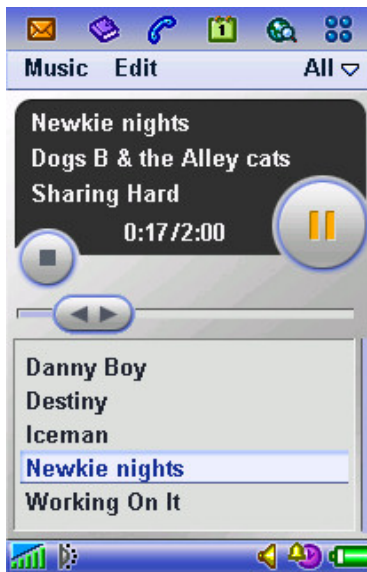 1
Music Edit All
Newkie nights
Dogs B & the Alley cats
Sharing Hard
0:17/2:00
Danny Boy
Destiny
Iceman
Newkie nights
Working On It